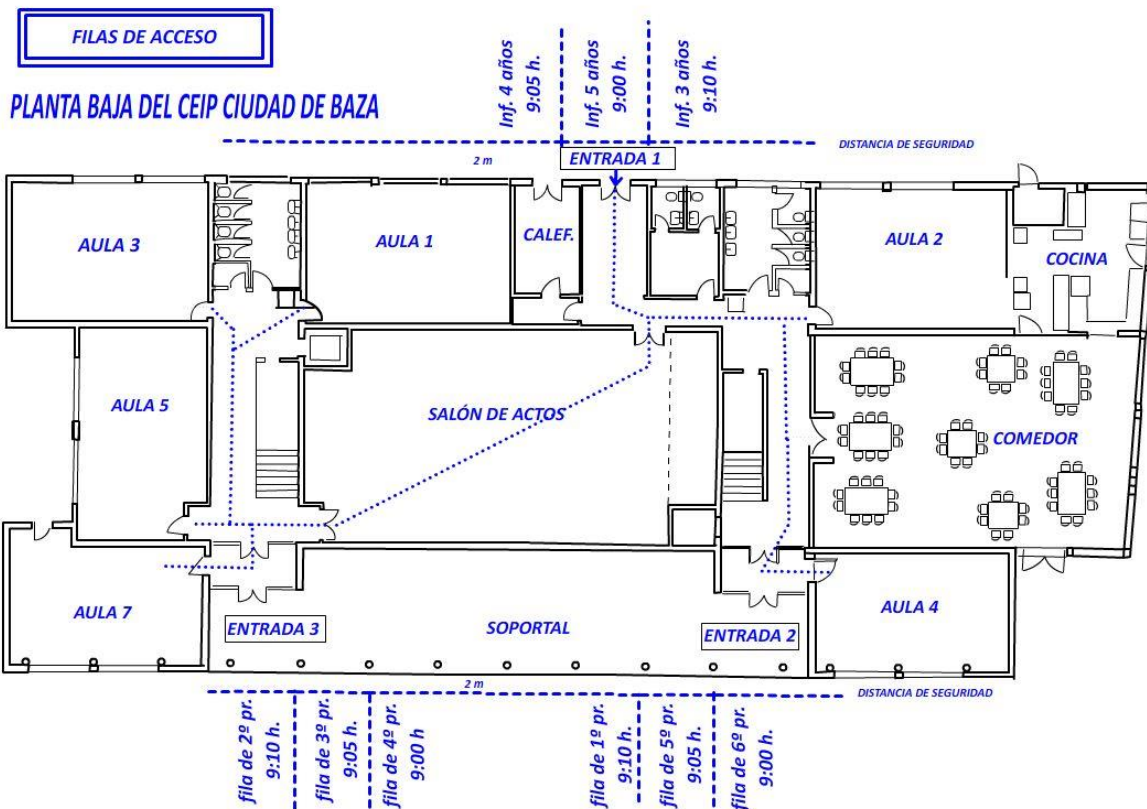 FILAS DE ACCESO
PLANTA BAJA DEL CEIP CIUDAD DE BAZA
Inf. 4 años
9:05 h.
Inf. 5 años
9:00 h.
Inf. 3 años
9:10 h.
DISTANCIA DE SEGURIDAD
2 m
ENTRADA 1
AULA 3
AULA 1
CALEF.
AULA 2
COCINA
AULA 5
SALÓN DE ACTOS
COMEDOR
AULA 7
ENTRADA 3
SOPORTAL
ENTRADA 2
AULA 4
2 m
DISTANCIA DE SEGURIDAD
fila de 2º pr.
9:10 h.
fila de 3º pr.
9:05 h.
fila de 4º pr.
9:00 h
fila de 1º pr.
9:10 h.
fila de 5º pr.
9:05 h.
fila de 6º pr.
9:00 h.